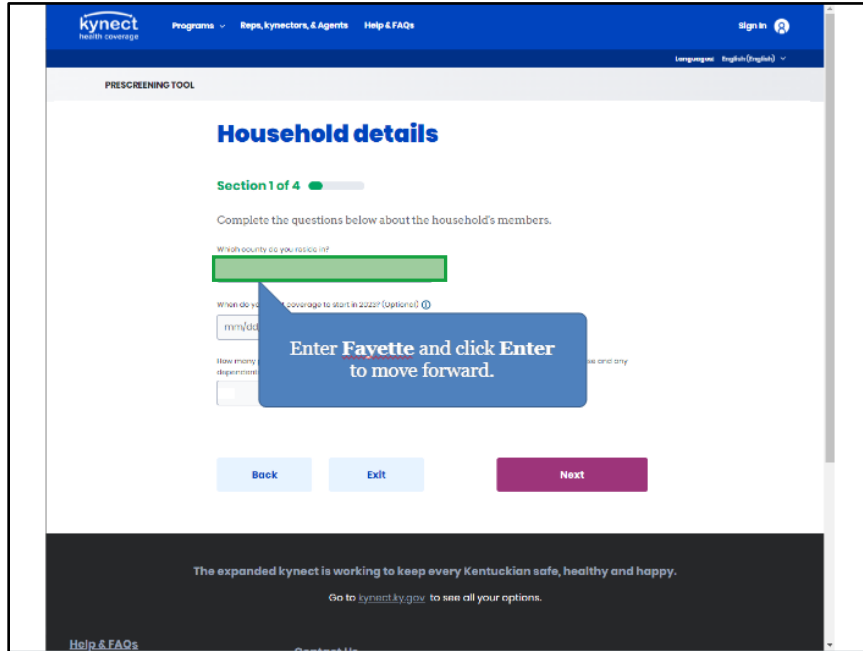 kynect
health coverage
Programs
Reps, kynectors, & Agents
Help & FAQs
Sign In
Languages: English (English)
PRESCREENING TOOL
Household details
Section 1 of 4
Complete the questions below about the household's members.
Which county do you reside in?
When do yo coverage to start in (Optional)
mm/dd
Enter Fayette and click Enter
to move forward.
How many
se and any
dependent
Back
Exit
Next
The expanded kynect is working to keep every Kentuckian safe, healthy and happy.
Go to kynect.ky.gov to see all your options.
Help & FAQs
Contact Us